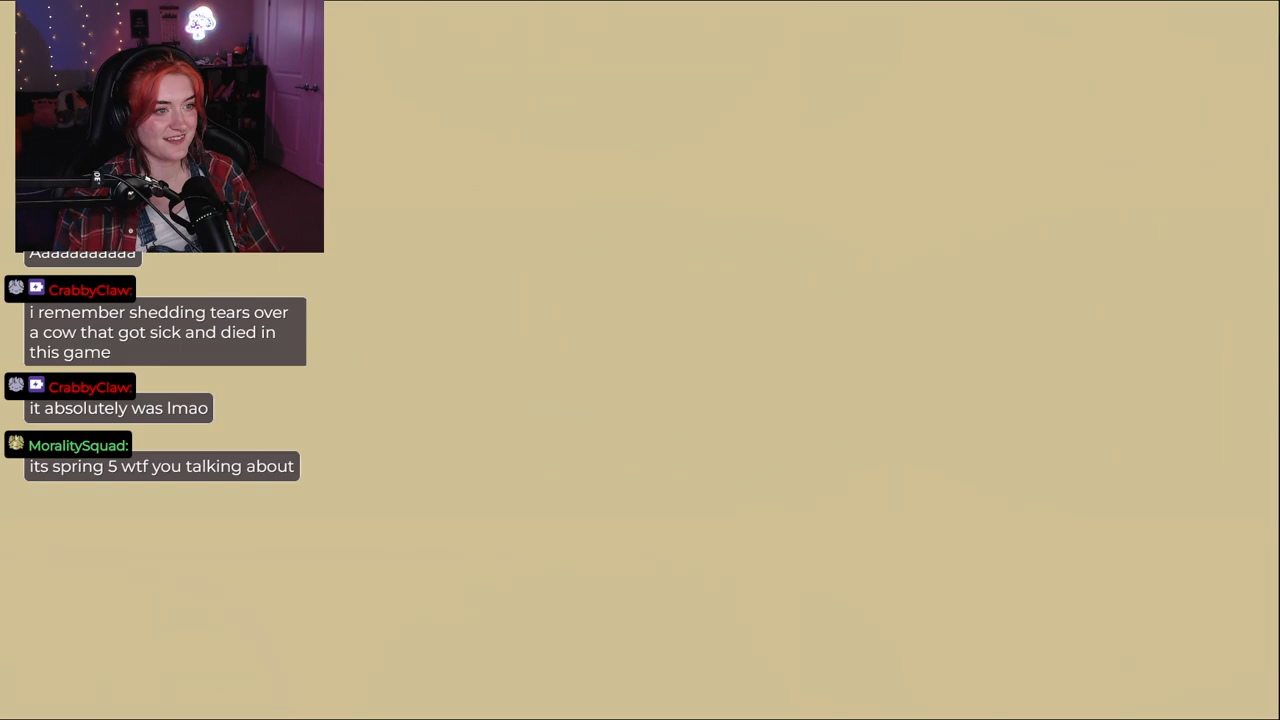 Aaaaaaaaaaa
CrabbyClaw:
i remember shedding tears over
a cow that got sick and died in
this game
CrabbyClaw:
it absolutely was lmao
MoralitySquad:
its spring 5 wtf you talking about